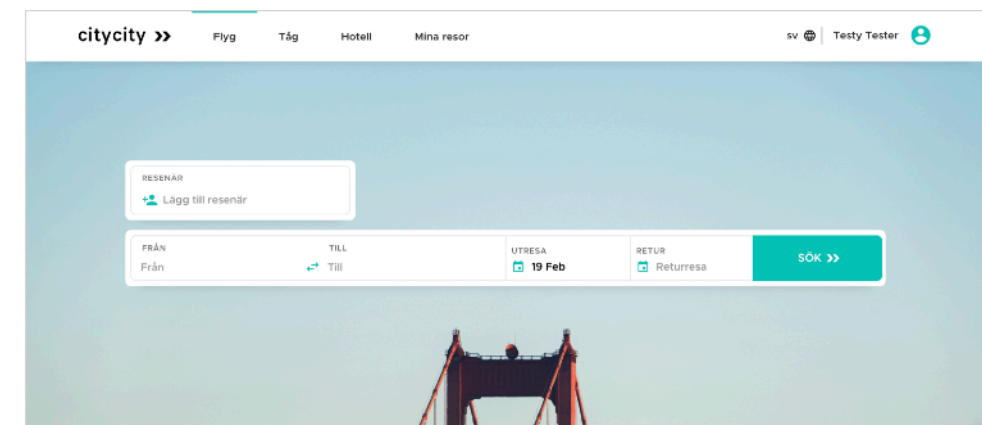 citycity »
Flyg
Tåg
Hotell
Mina resor
sv
Testy Tester
RESENÄR
Lägg till resenär
FRÅN
Från
TILL
Till
UTRESA
19 Feb
RETUR
Returresa
SÖK »